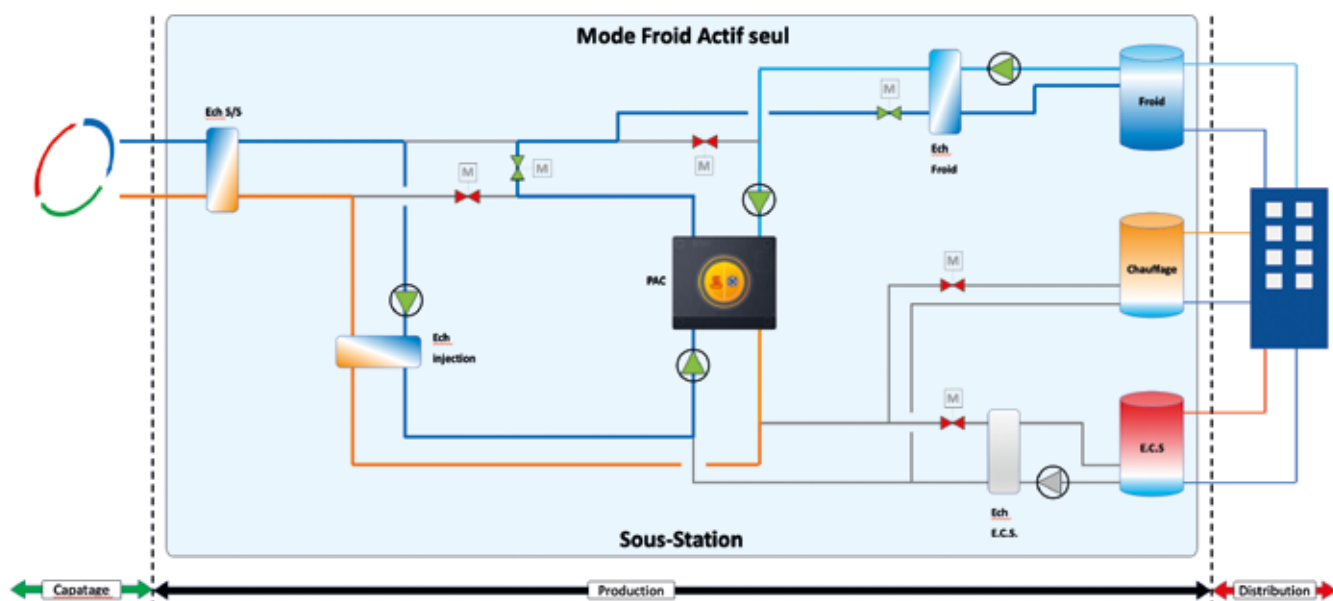 Mode Froid Actif seul
Ech S/S
M
Froid
M
M
M
Ech
Froid
PAC
M
Chauffage
Ech
injection
M
E.C.S
Ech
E.C.S.
Sous-Station
Capatage
Production
Distribution